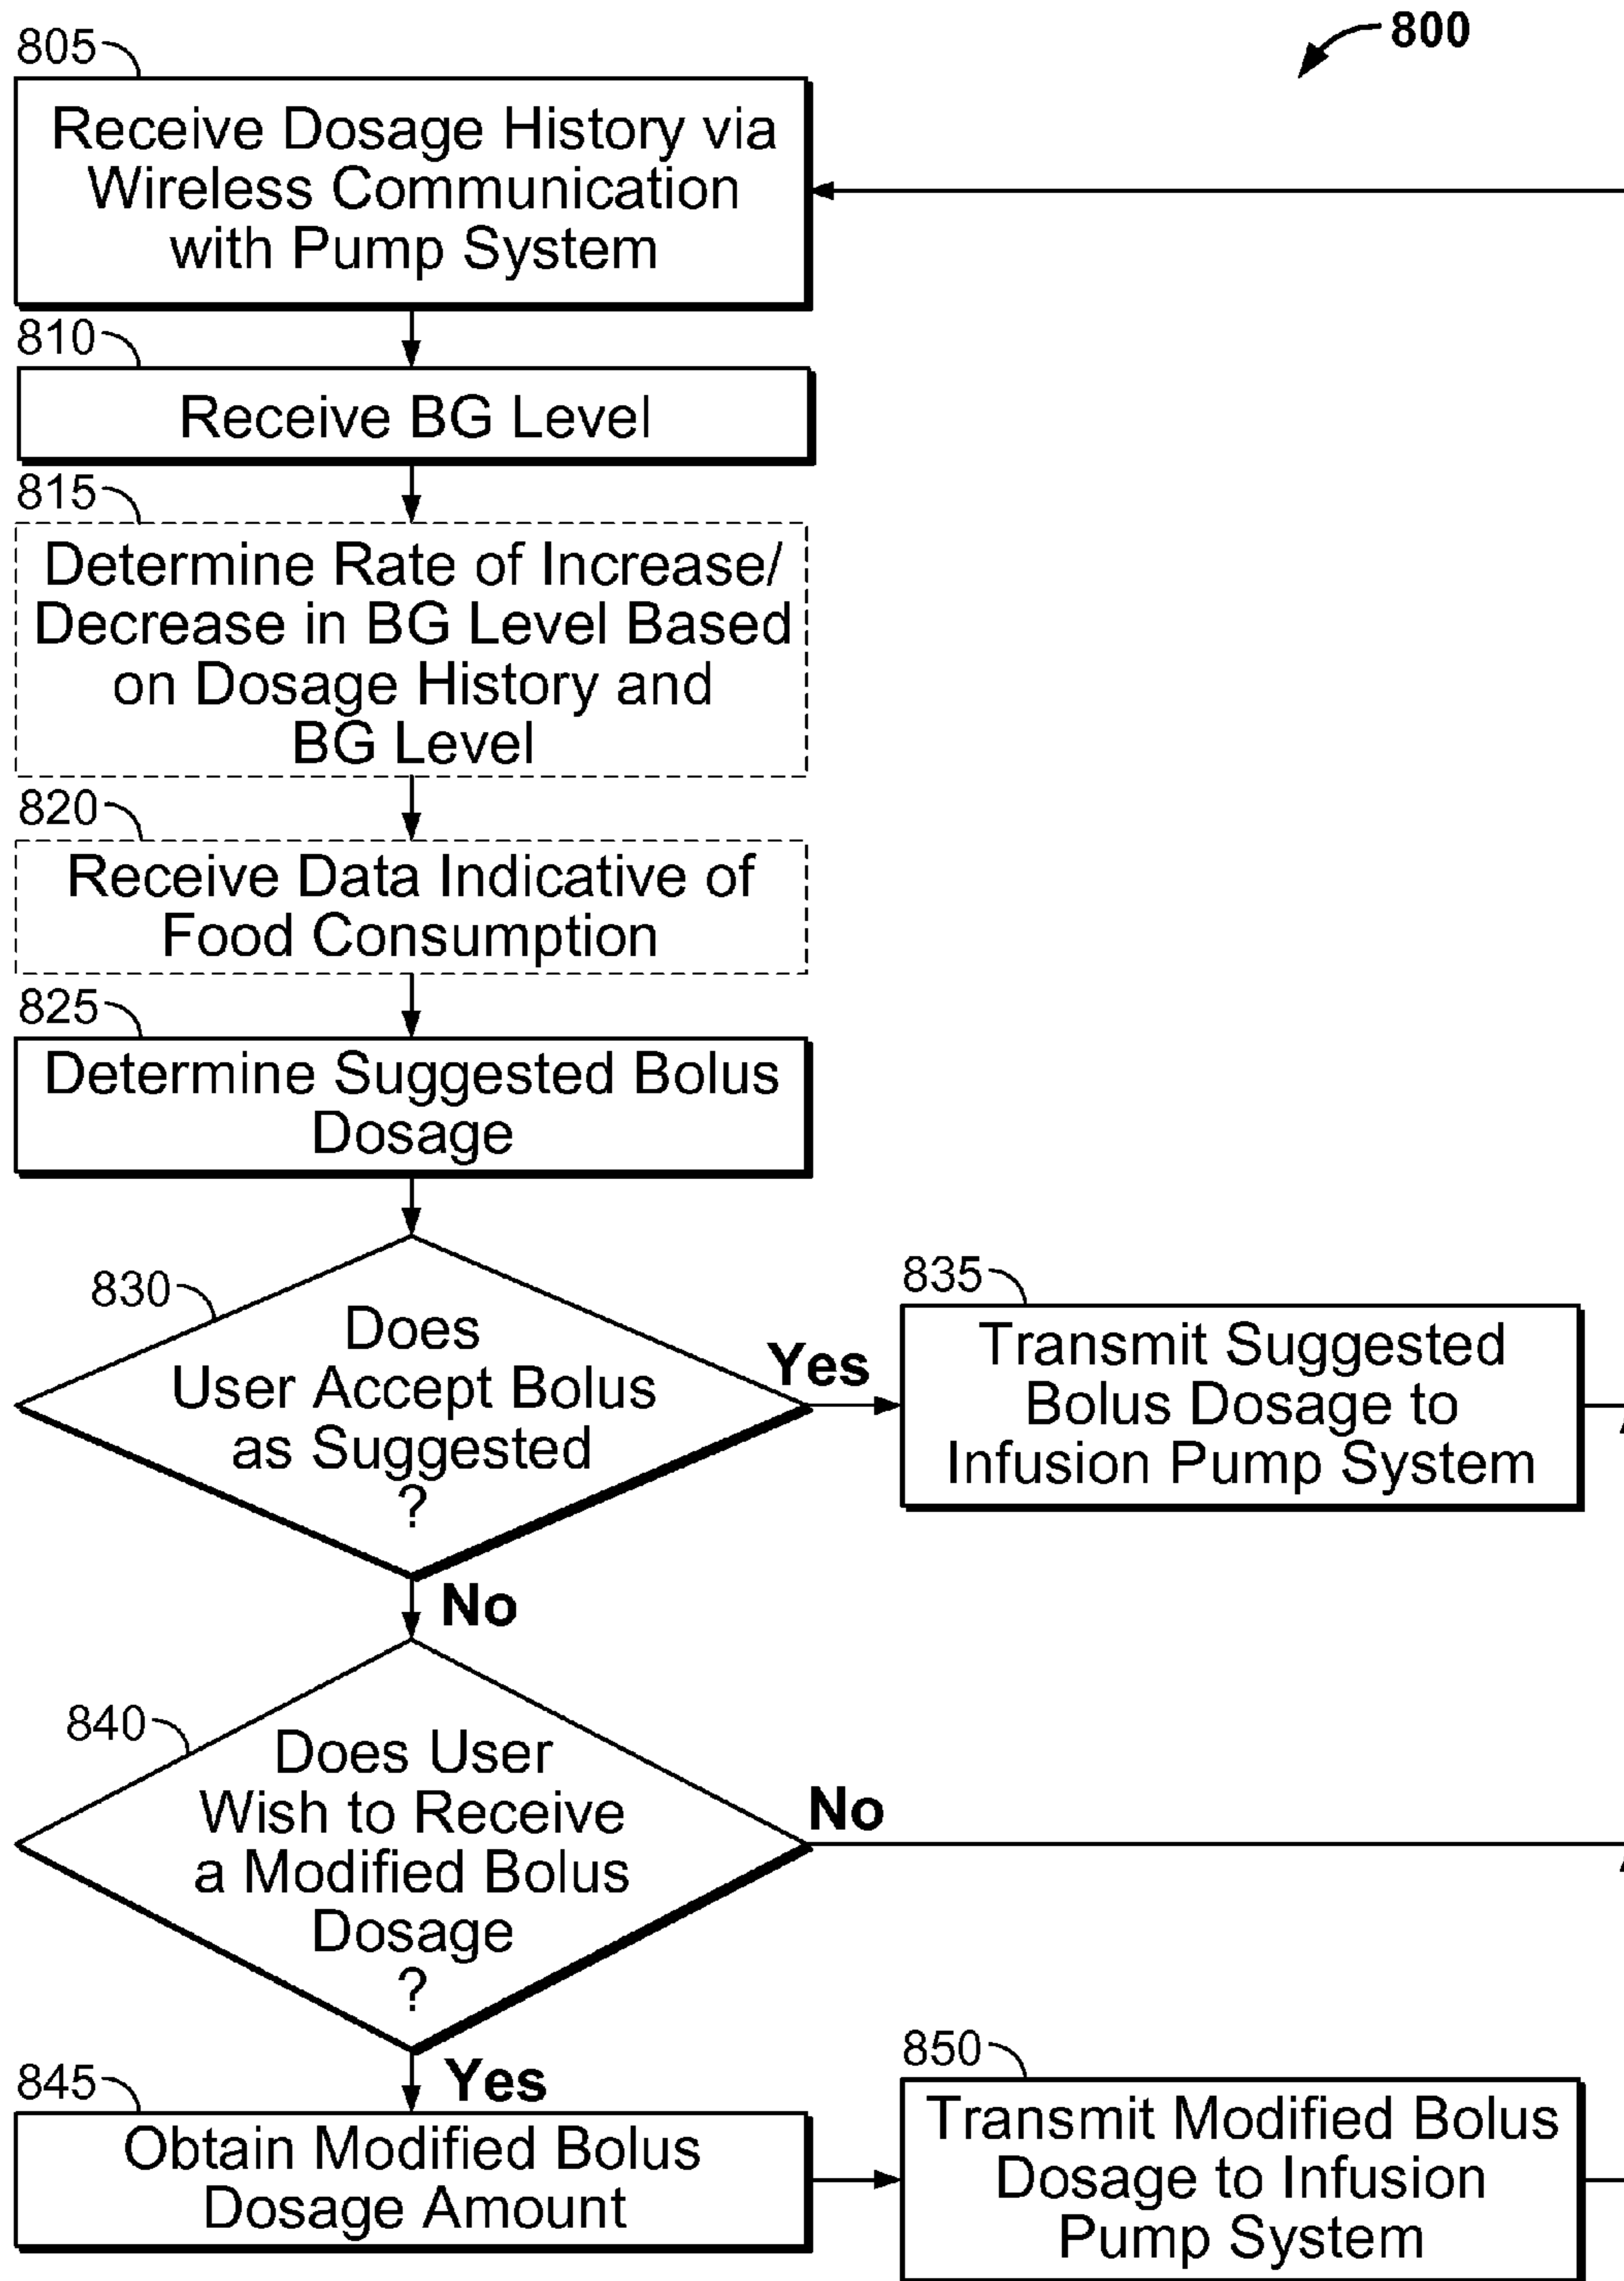 800
805
Receive Dosage History via
Wireless Communication
with Pump System
810
Receive BG Level
815
Determine Rate of Increase/
Decrease in BG Level Based
on Dosage History and
BG Level
820
Receive Data Indicative of
Food Consumption
825
Determine Suggested Bolus
Dosage
830
Does
User Accept Bolus
as Suggested
?
Yes
835
Transmit Suggested
Bolus Dosage to
Infusion Pump System
No
840
Does User
Wish to Receive
a Modified Bolus
Dosage
?
No
Yes
845
Obtain Modified Bolus
Dosage Amount
850
Transmit Modified Bolus
Dosage to Infusion
Pump System